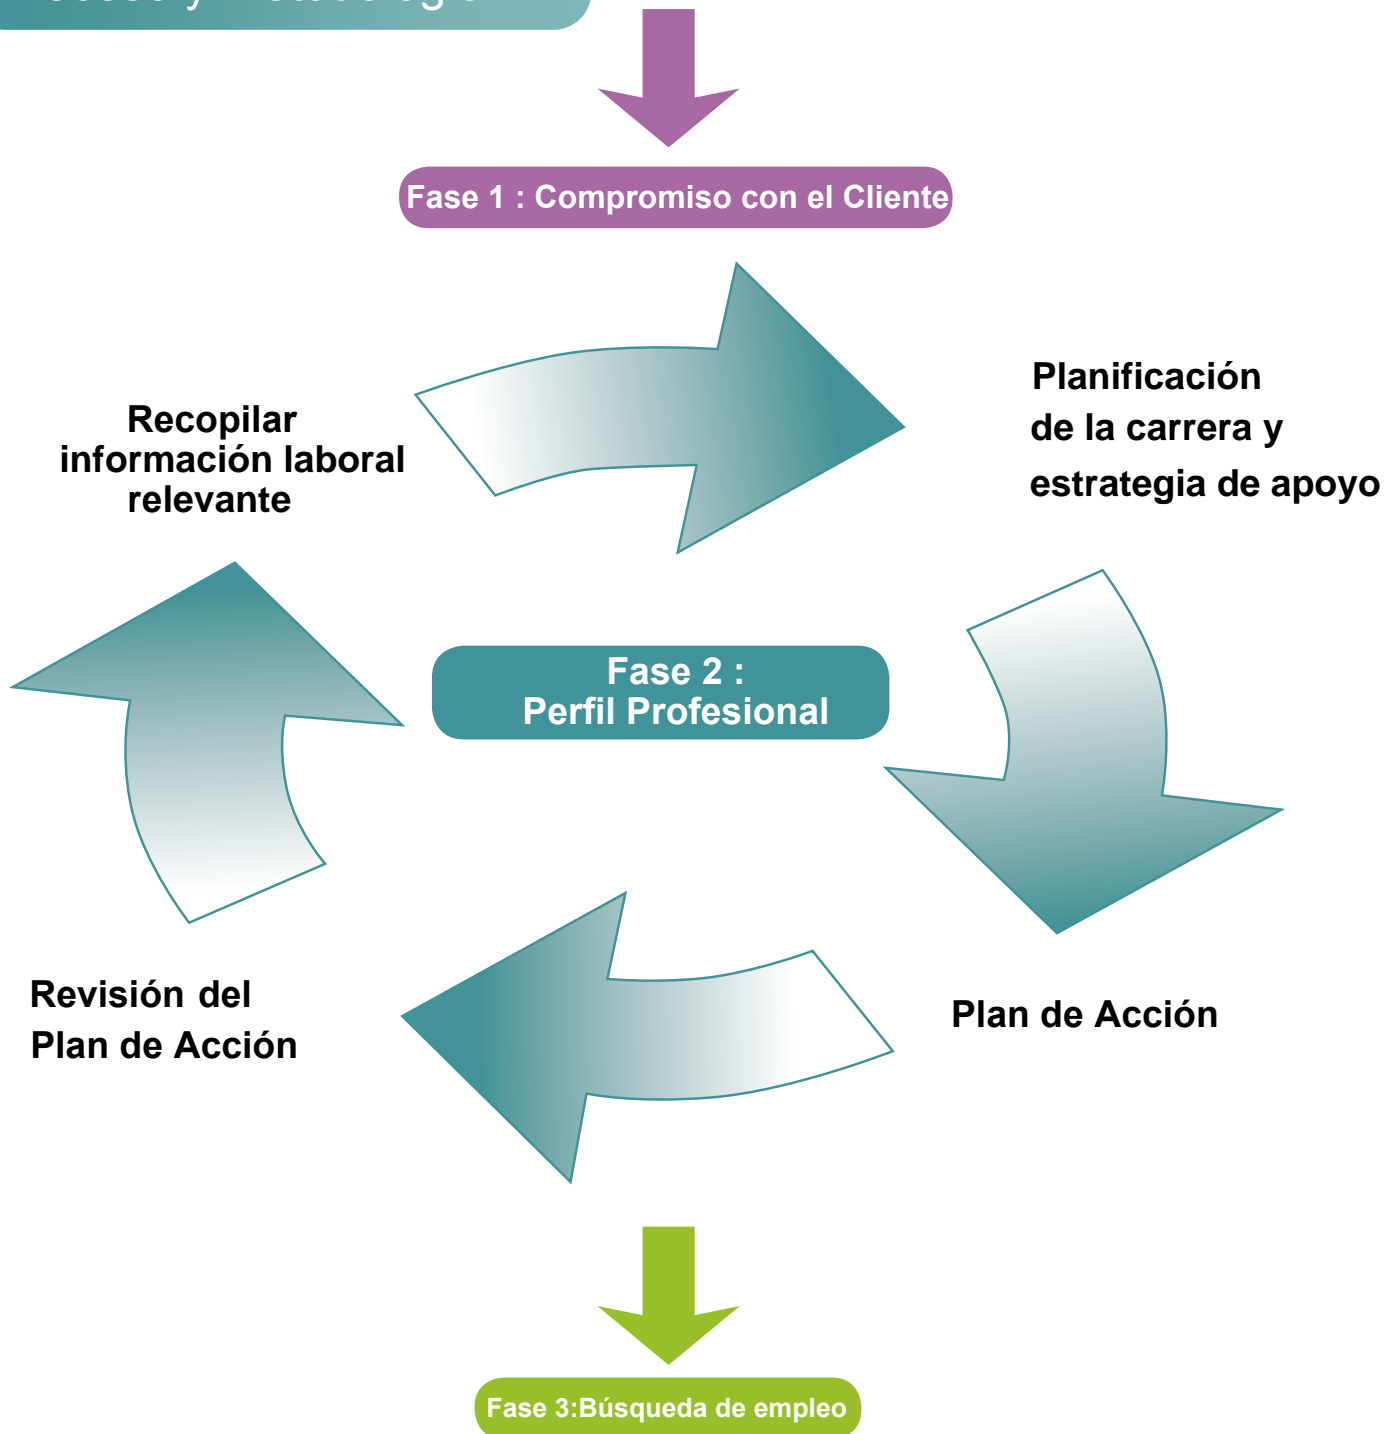 Fase 1 : Compromiso con el Cliente
Recopilar
información laboral
relevante
Planificación
de la carrera y
estrategia de apoyo
Fase 2 :
Perfil Profesional
Revisión del
Plan de Acción
Plan de Acción
Fase 3:Búsqueda de empleo